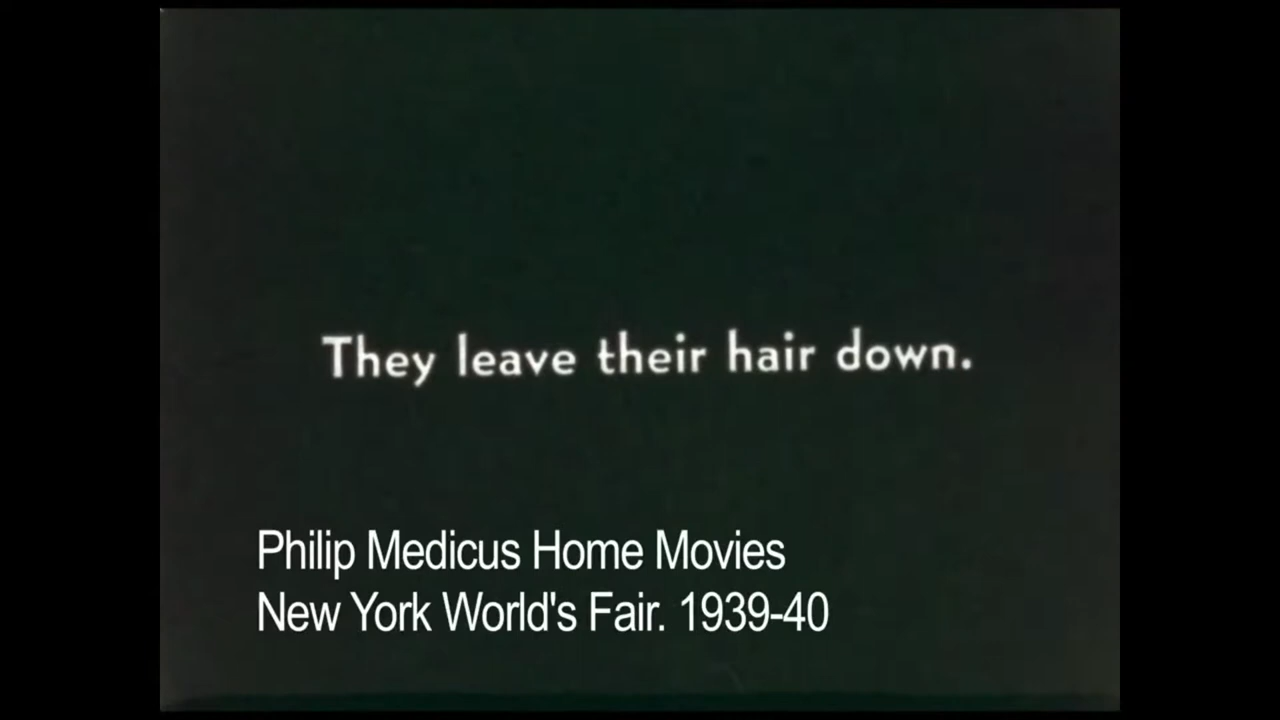 They leave their hair down.
Philip Medicus Home Movies
New York World's Fair. 1939-40